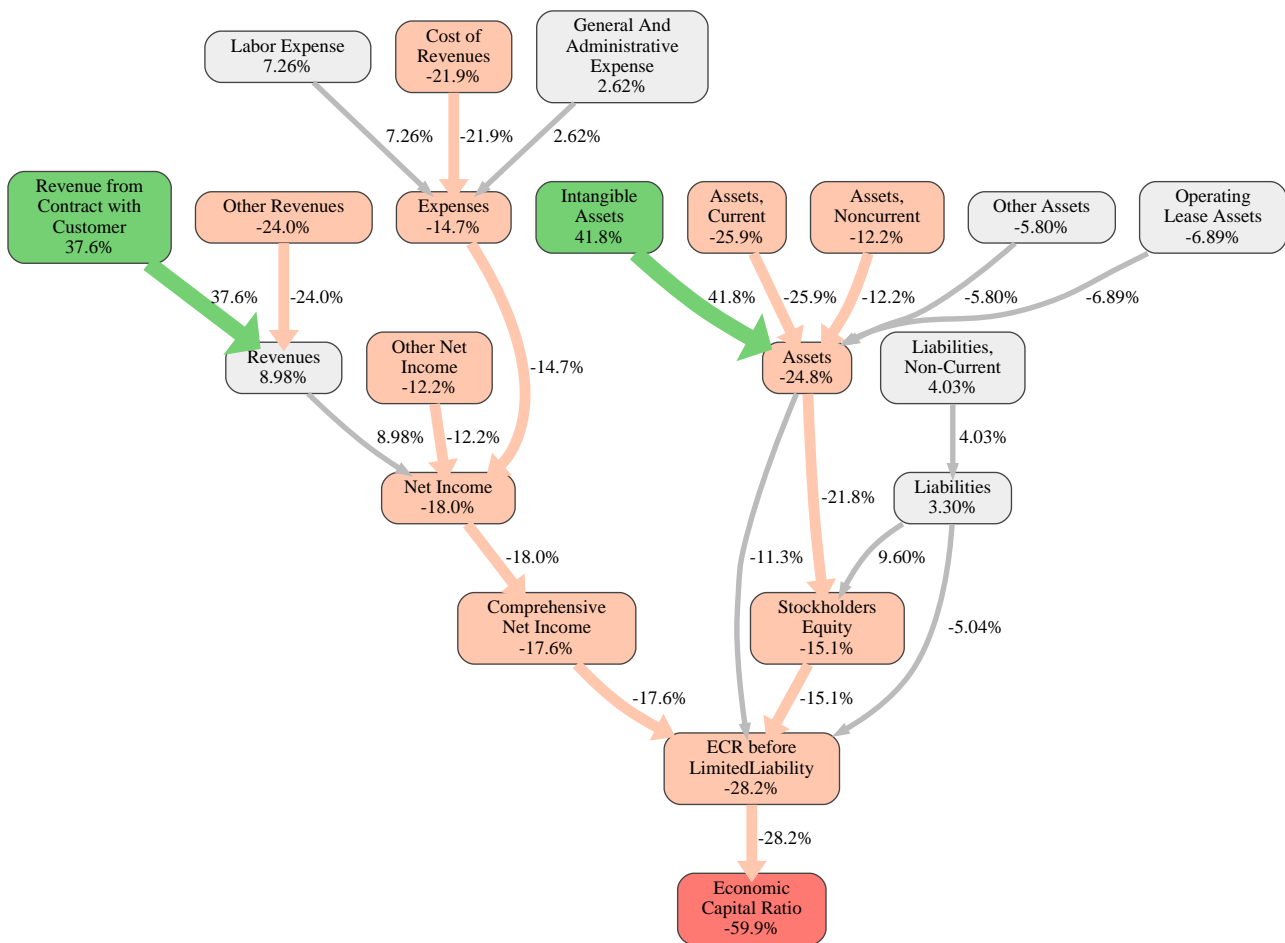 Labor Expense
7.26%
Cost of
Revenues
-21.9%
General And
Administrative
Expense
2.62%
7.26%
-21.9%
2.62%
Revenue from
Contract with
Customer
37.6%
Other Revenues
-24.0%
Expenses
-14.7%
Intangible
Assets
41.8%
Assets,
Current
-25.9%
Assets,
Noncurrent
-12.2%
Other Assets
-5.80%
Operating
Lease Assets
-6.89%
37.6%
-24.0%
41.8%
-25.9%
-12.2%
-5.80%
-6.89%
Revenues
8.98%
Other Net
Income
-12.2%
-14.7%
Assets
-24.8%
Liabilities,
Non-Current
4.03%
8.98%
-12.2%
4.03%
Net Income
-18.0%
-21.8%
Liabilities
3.30%
-18.0%
-11.3%
9.60%
Comprehensive
Net Income
-17.6%
Stockholders
Equity
-15.1%
-5.04%
-17.6%
-15.1%
ECR before
LimitedLiability
-28.2%
-28.2%
Economic
Capital Ratio
-59.9%